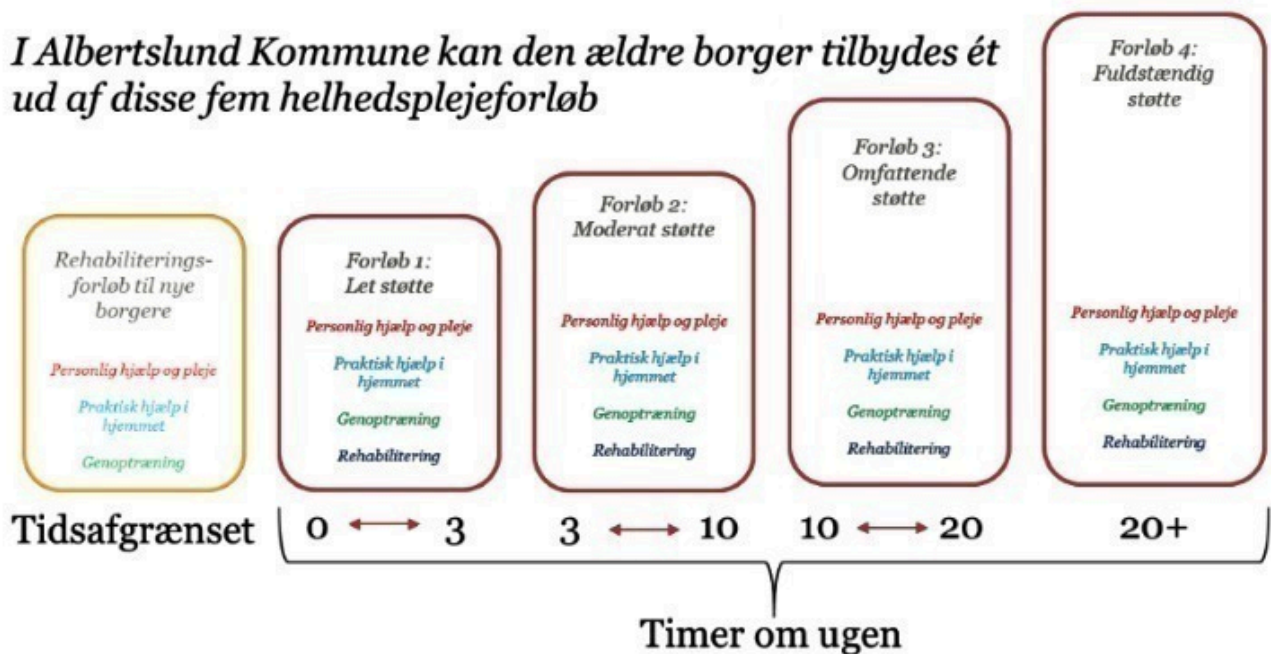 I Albertslund Kommune kan den ældre borger tilbydes ét
ud af disse fem helhedsplejeforløb
Rehabiliterings-
forløb til nye
borgere
Personlig hjælp og pleje
Praktisk hjælp i
hjemmet
Genoptræning
Tidsafgrænset
Forløb 1:
Let støtte
Personlig hjælp og pleje
Praktisk hjælp i
hjemmet
Genoptræning
Rehabilitering
0 3
Forløb 2:
Moderat støtte
Personlig hjælp og pleje
Praktisk hjælp i
hjemmet
Genoptræning
Rehabilitering
3 10
Forløb 3:
Omfattende
støtte
Personlig hjælp og pleje
Praktisk hjælp i
hjemmet
Genoptræning
Rehabilitering
10 20
Forløb 4:
Fuldstændig
støtte
Personlig hjælp og pleje
Praktisk hjælp i
hjemmet
Genoptræning
Rehabilitering
20+
Timer om ugen